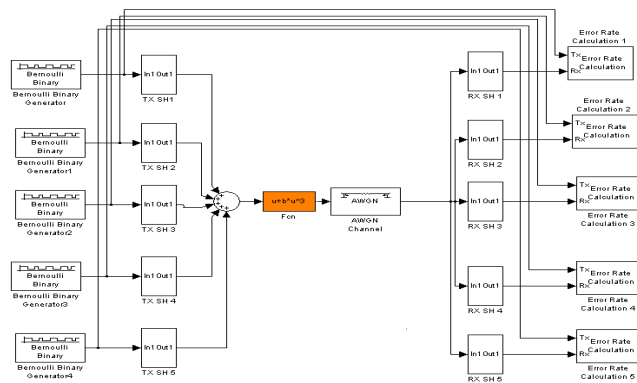 Bernoulli
Binary
Bernoulli Binary
Generator
In1 Out1
TX SH1
Bernoulli
Binary
Bernoulli Binary
Generator1
In1 Out1
TX SH 2
Bernoulli
Binary
Bernoulli Binary
Generator2
In1 Out1
TX SH 3
Bernoulli
Binary
Bernoulli Binary
Generator3
In1 Out1
TX SH 4
Bernoulli
Binary
Bernoulli Binary
Generator4
In1 Out1
TX SH 5
+
+
+
+
+
u+b*u^3
Fcn
AWGN
AWGN
Channel
In1 Out1
RX SH 1
In1 Out1
RX SH 2
In1 Out1
RX SH 3
In1 Out1
RX SH 4
In1 Out1
RX SH 5
Error Rate
Calculation 1
Tx
Error Rate
Calculation
Rx
Error Rate
Calculation 2
Tx
Error Rate
Calculation
Rx
Tx
Error Rate
Calculation
Rx
Error Rate
Calculation 3
Tx
Error Rate
Calculation
Rx
Error Rate
Calculation 4
Tx
Error Rate
Calculation
Rx
Error Rate
Calculation 5